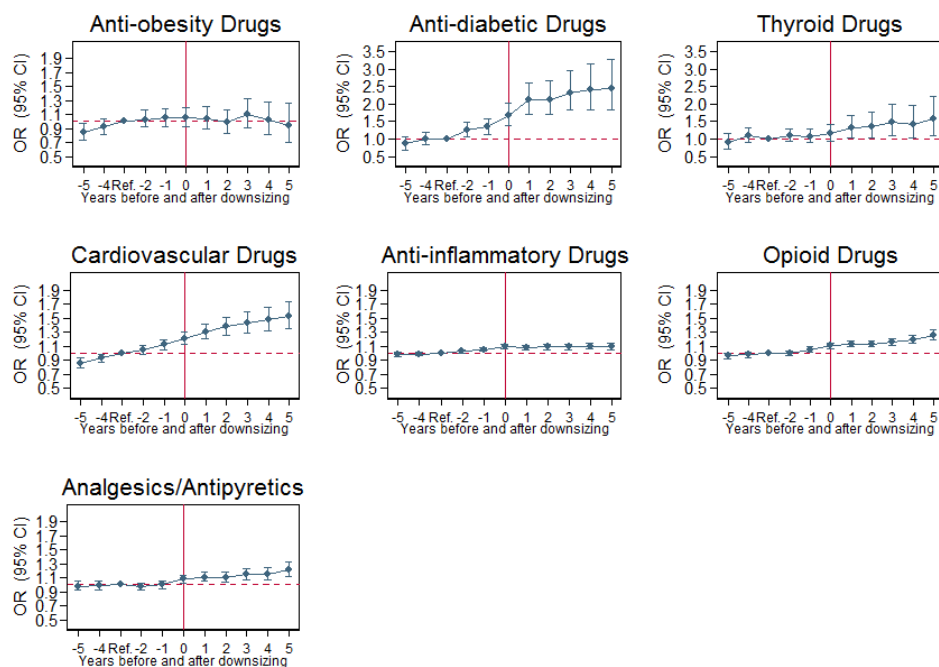 Anti-obesity Drugs
OR (95% CI)
1.9
1.7
1.5
1.3
1.1
0.9
0.7
0.5
-5 -4 Ref. -2 -1 0 1 2 3 4 5
Years before and after downsizing
Anti-diabetic Drugs
OR (95% CI)
3.5
3.0
2.5
2.0
1.5
1.0
0.5
-5 -4 Ref. -2 -1 0 1 2 3 4 5
Years before and after downsizing
Thyroid Drugs
OR (95% CI)
3.5
3.0
2.5
2.0
1.5
1.0
0.5
-5 -4 Ref. -2 -1 0 1 2 3 4 5
Years before and after downsizing
Cardiovascular Drugs
OR (95% CI)
1.9
1.7
1.5
1.3
1.1
0.9
0.7
0.5
-5 -4 Ref. -2 -1 0 1 2 3 4 5
Years before and after downsizing
Anti-inflammatory Drugs
OR (95% CI)
1.9
1.7
1.5
1.3
1.1
0.9
0.7
0.5
-5 -4 Ref. -2 -1 0 1 2 3 4 5
Years before and after downsizing
Opioid Drugs
OR (95% CI)
1.9
1.7
1.5
1.3
1.1
0.9
0.7
0.5
-5 -4 Ref. -2 -1 0 1 2 3 4 5
Years before and after downsizing
Analgesics/Antipyretics
OR (95% CI)
1.9
1.7
1.5
1.3
1.1
0.9
0.7
0.5
-5 -4 Ref. -2 -1 0 1 2 3 4 5
Years before and after downsizing